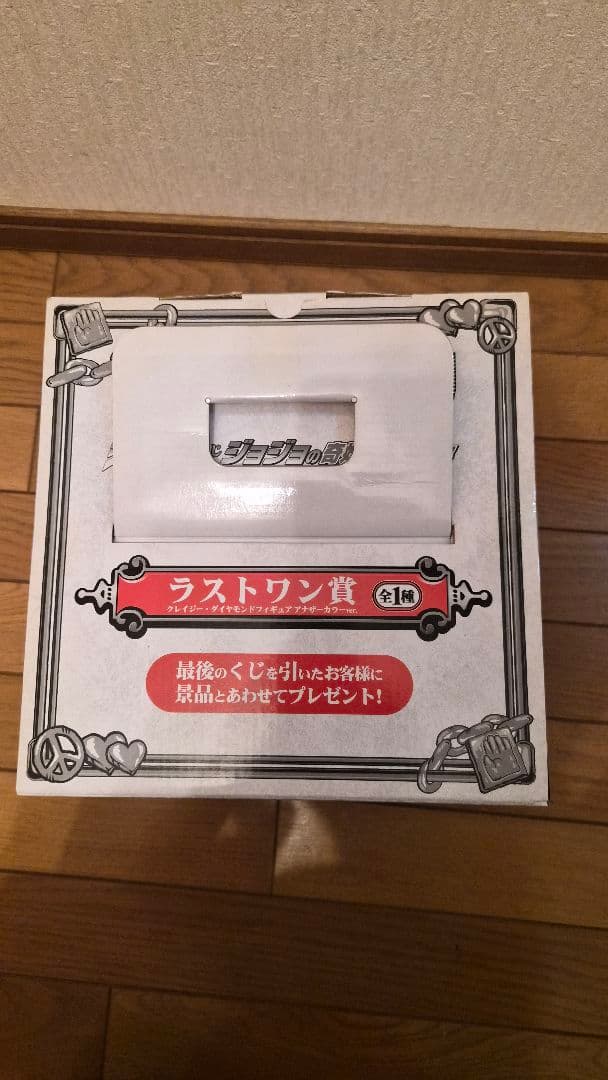 じ ジョジョの奇
ラストワン賞 全1種
クレイジー・ダイヤモンドフィギュア アナザーカラーver.
最後のくじを引いたお客様に
景品とあわせてプレゼント!